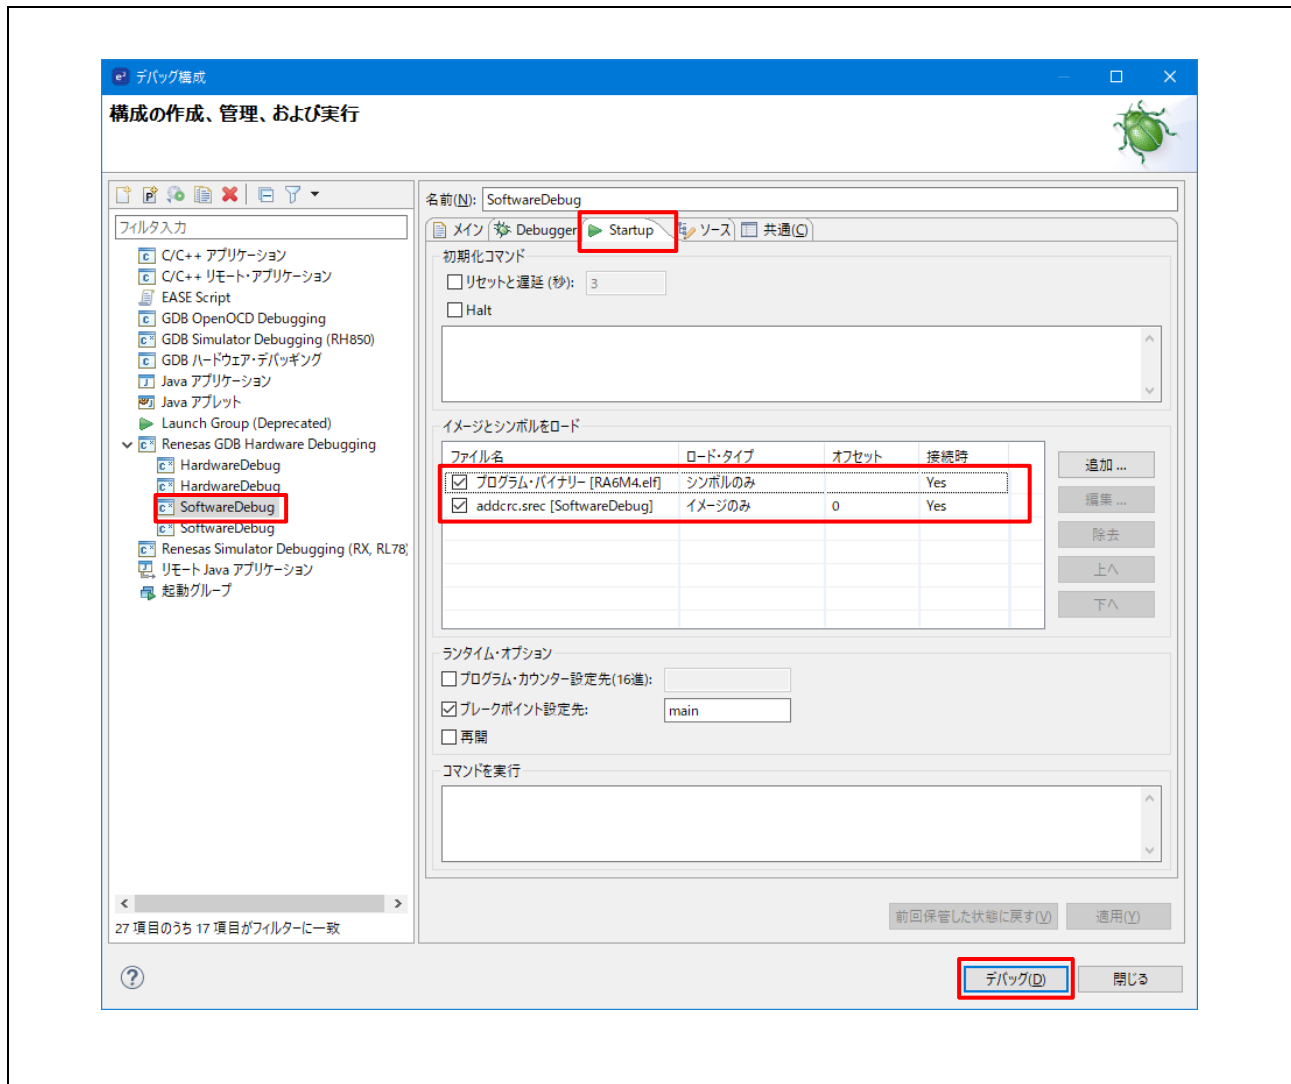 e² デバッグ構成
構成の作成、管理、および実行
フィルタ入力
C/C++ アプリケーション
C/C++ リモート・アプリケーション
EASE Script
GDB OpenOCD Debugging
GDB Simulator Debugging (RH850)
GDB ハードウェア・デバッギング
Java アプリケーション
Java アプレット
Launch Group (Deprecated)
Renesas GDB Hardware Debugging
HardwareDebug
HardwareDebug
SoftwareDebug
SoftwareDebug
Renesas Simulator Debugging (RX, RL78)
リモート Java アプリケーション
起動グループ
27 項目のうち 17 項目がフィルターに一致
名前(N): SoftwareDebug
メイン Debugger Startup ソース 共通(C)
初期化コマンド
リセットと遅延 (秒): 3
Halt
イメージとシンボルをロード
ファイル名 ロード・タイプ オフセット 接続時
プログラム・バイナリー [RA6M4.elf] シンボルのみ Yes
addcrc.srec [SoftwareDebug] イメージのみ 0 Yes
追加 ...
編集 ...
除去
上へ
下へ
ランタイム・オプション
プログラム・カウンター設定先(16進):
ブレークポイント設定先: main
再開
コマンドを実行
前回保管した状態に戻す(V) 適用(Y)
デバッグ(D) 閉じる